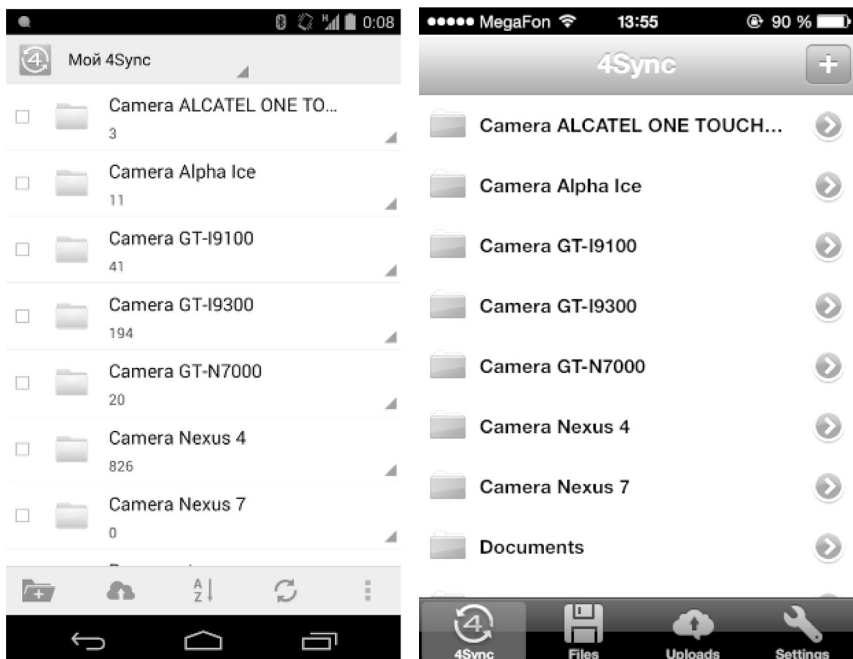 H 0:08
Мой 4Sync
Camera ALCATEL ONE TO...
3
Camera Alpha Ice
11
Camera GT-I9100
41
Camera GT-I9300
194
Camera GT-N7000
20
Camera Nexus 4
826
Camera Nexus 7
0
A
Z
MegaFon 13:55 90 %
4Sync
+
Camera ALCATEL ONE TOUCH...
Camera Alpha Ice
Camera GT-I9100
Camera GT-I9300
Camera GT-N7000
Camera Nexus 4
Camera Nexus 7
Documents
4
4Sync Files Uploads Settings